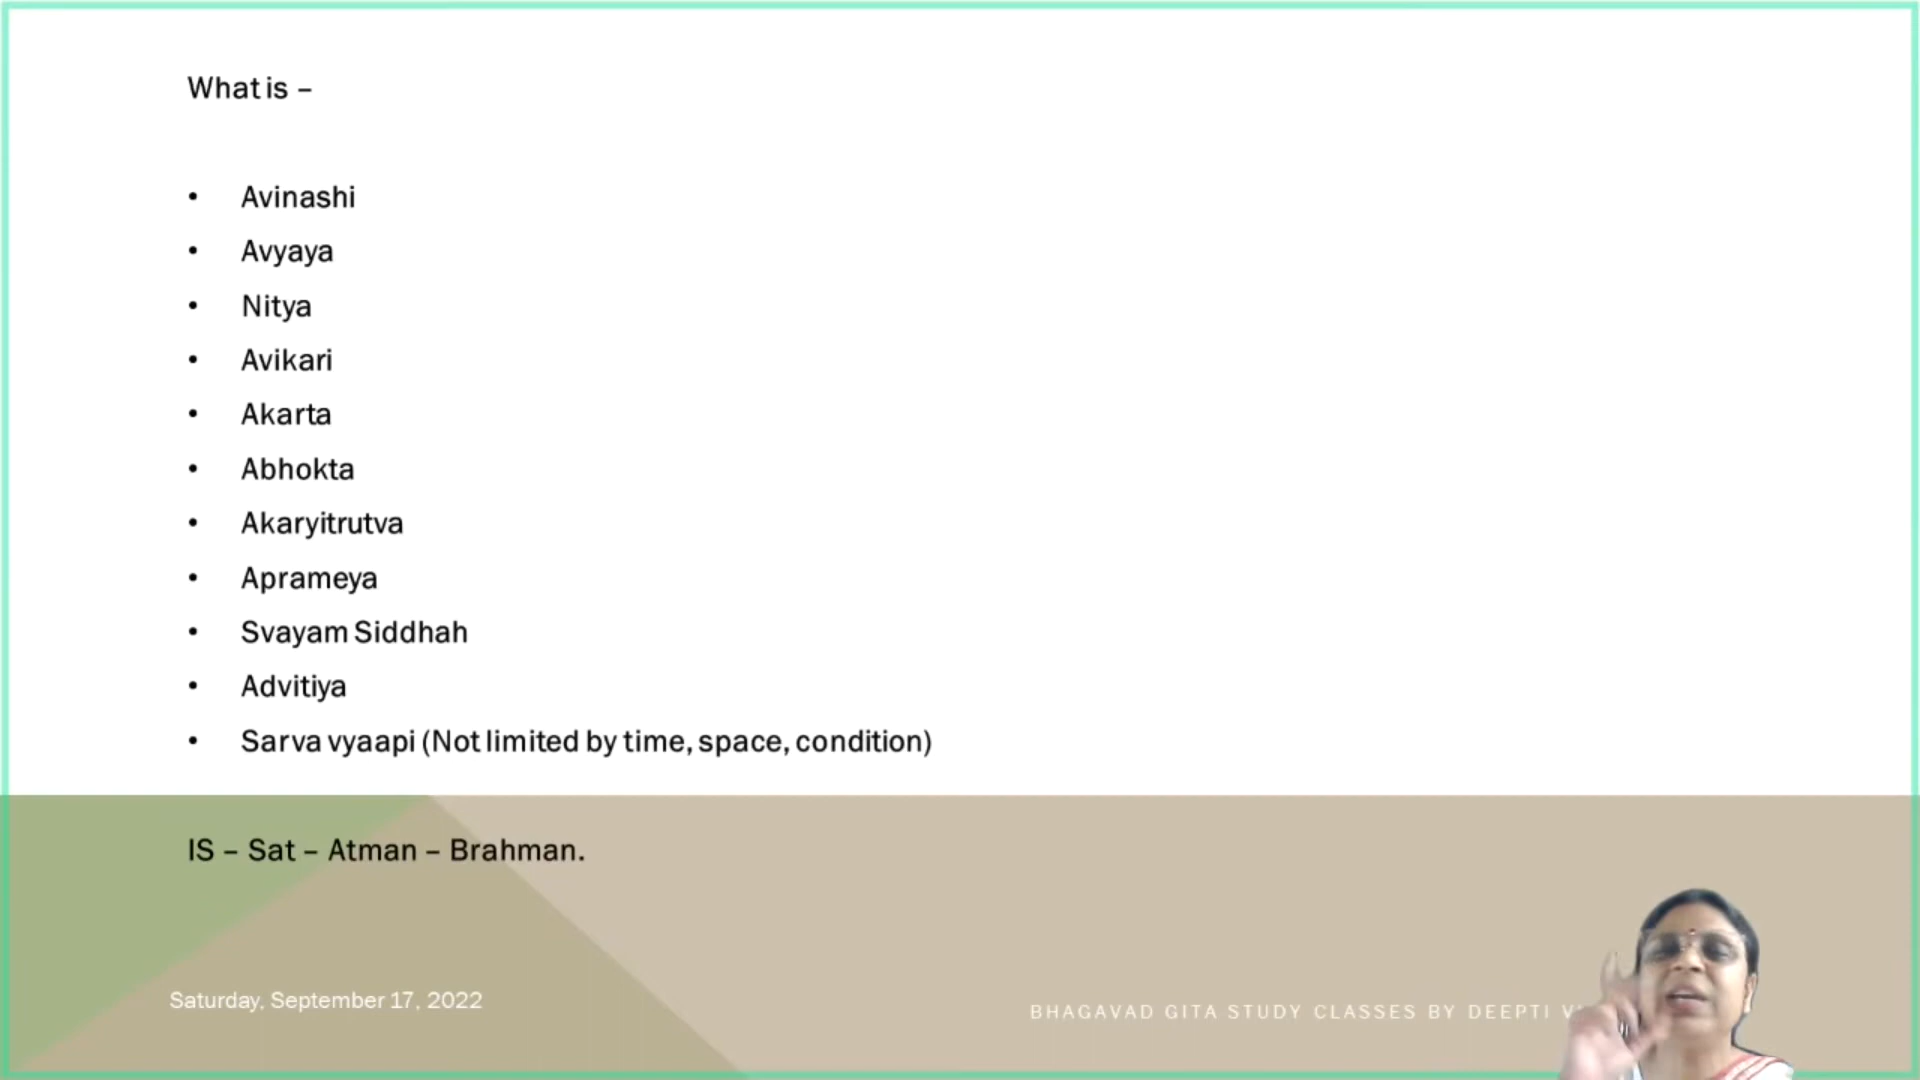 What is –
• Avinashi
• Avyaya
• Nitya
• Avikari
• Akarta
• Abhokta
• Akaryitrutva
• Aprameya
• Svayam Siddhah
• Advitiya
• Sarva vyaapi (Not limited by time, space, condition)
IS – Sat – Atman – Brahman.
Saturday, September 17, 2022
BHAGAVAD GITA STUDY CLASSES BY DEEPTI